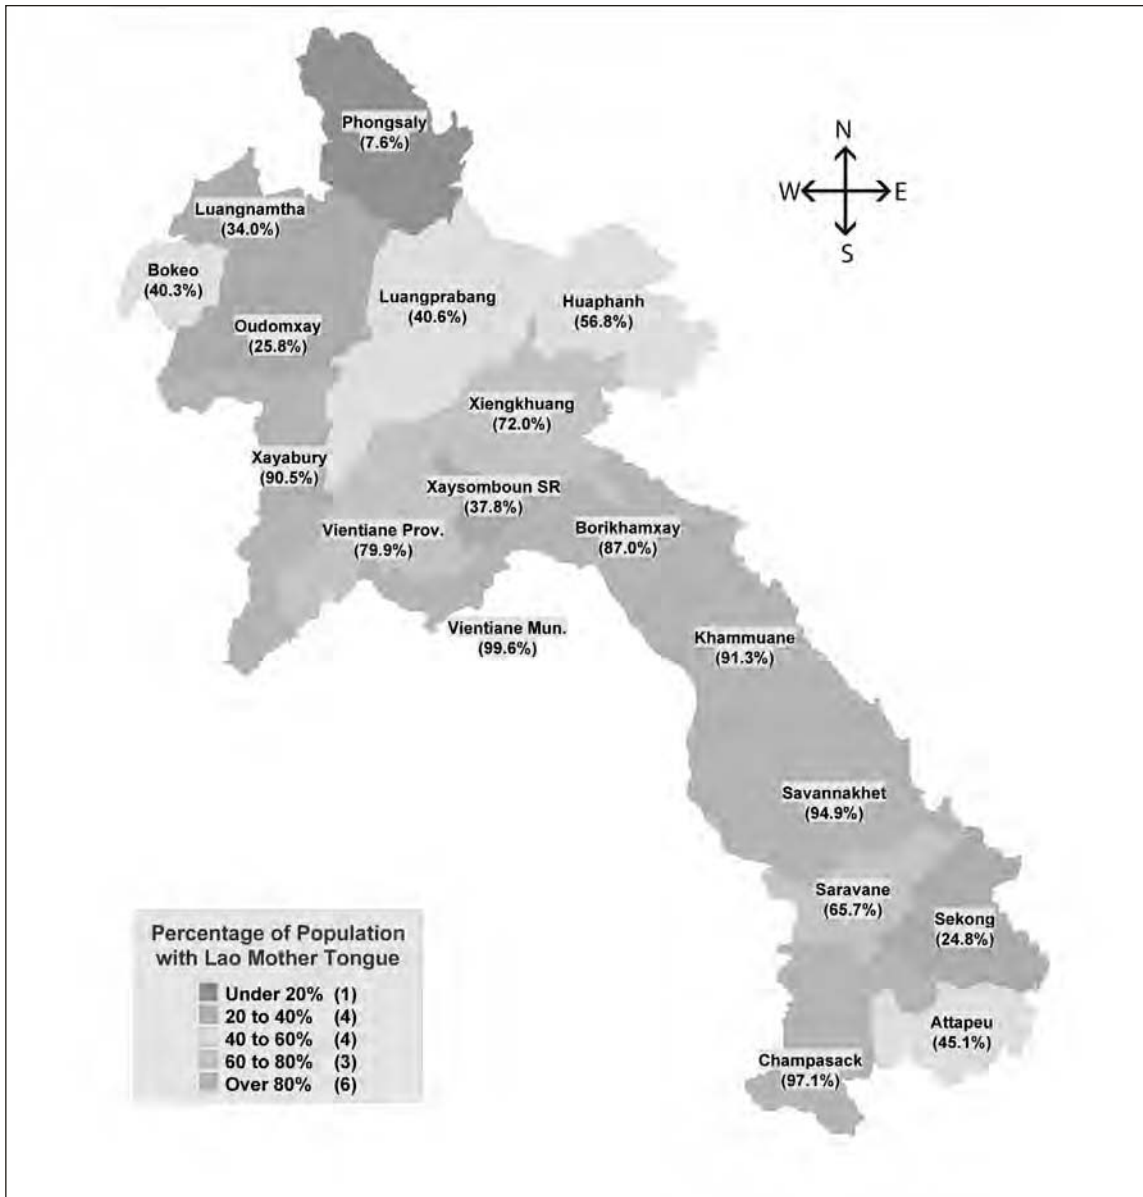 Phongsaly
(7.6%)
N
W
E
S
Luangnamtha
(34.0%)
Bokeo
(40.3%)
Luangprabang
(40.6%)
Huaphanh
(56.8%)
Oudomxay
(25.8%)
Xiengkhuang
(72.0%)
Xayabury
(90.5%)
Xaysomboun SR
(37.8%)
Vientiane Prov.
(79.9%)
Borikhamxay
(87.0%)
Vientiane Mun.
(99.6%)
Khammuane
(91.3%)
Savannakhet
(94.9%)
Saravane
(65.7%)
Sekong
(24.8%)
Attapeu
(45.1%)
Champasack
(97.1%)
Percentage of Population
with Lao Mother Tongue
Under 20% (1)
20 to 40% (4)
40 to 60% (4)
60 to 80% (3)
Over 80% (6)